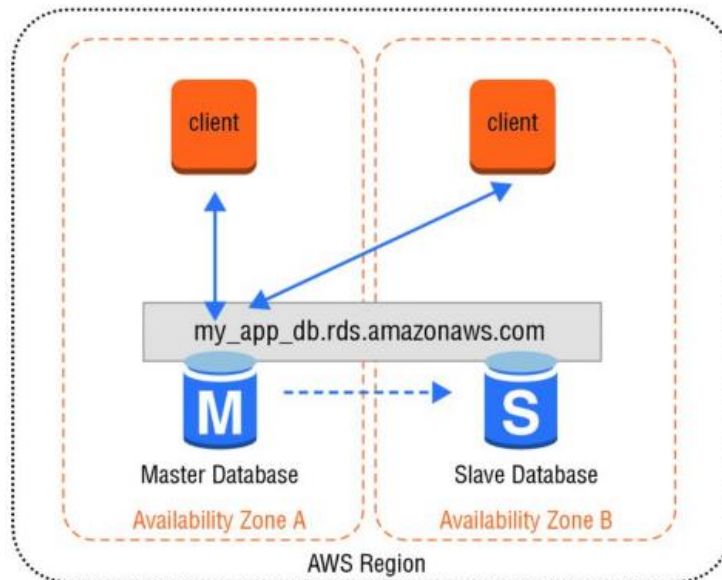 client
client
my_app_db.rds.amazonaws.com
M
S
Master Database
Slave Database
Availability Zone A
Availability Zone B
AWS Region